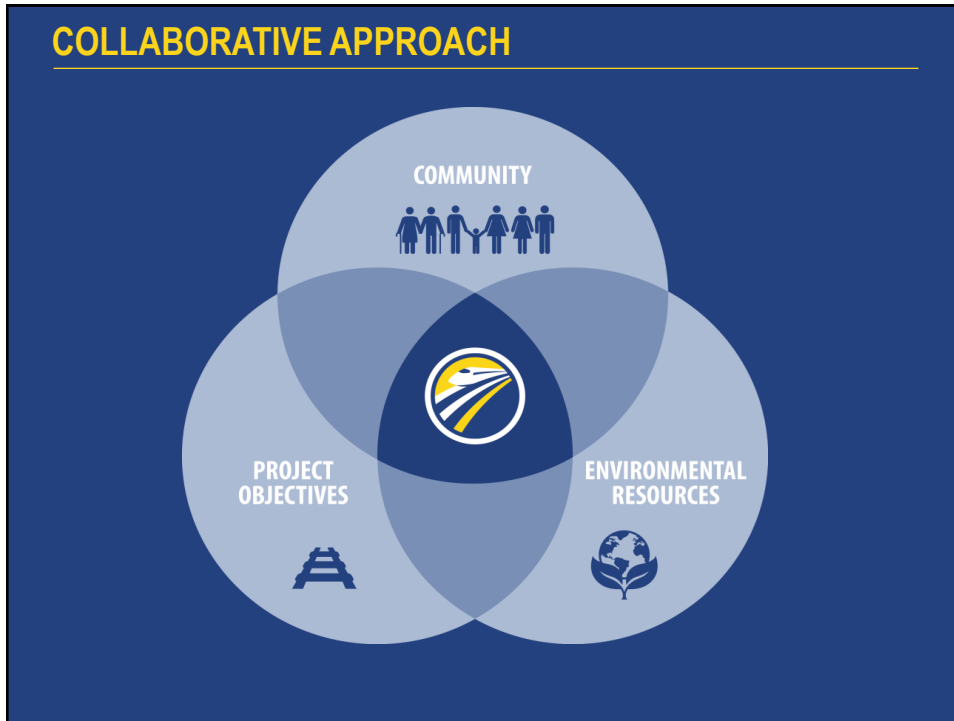 COLLABORATIVE APPROACH
COMMUNITY
PROJECT
OBJECTIVES
ENVIRONMENTAL
RESOURCES